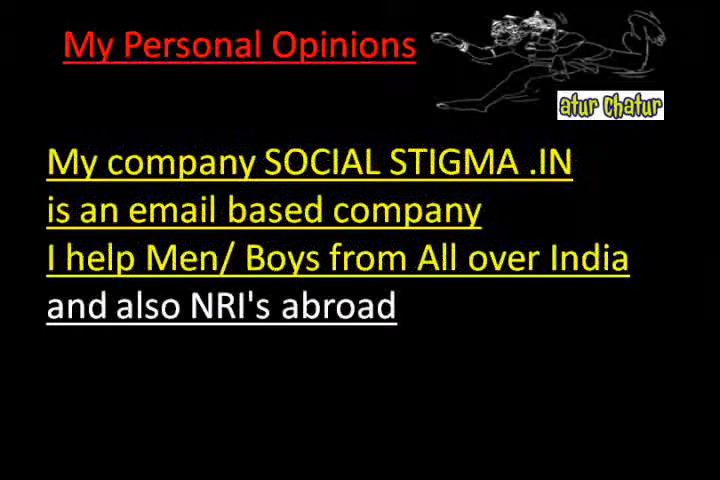 My Personal Opinions
atur Chatur
My company SOCIAL STIGMA .IN
is an email based company
I help Men/ Boys from All over India
and also NRI's abroad